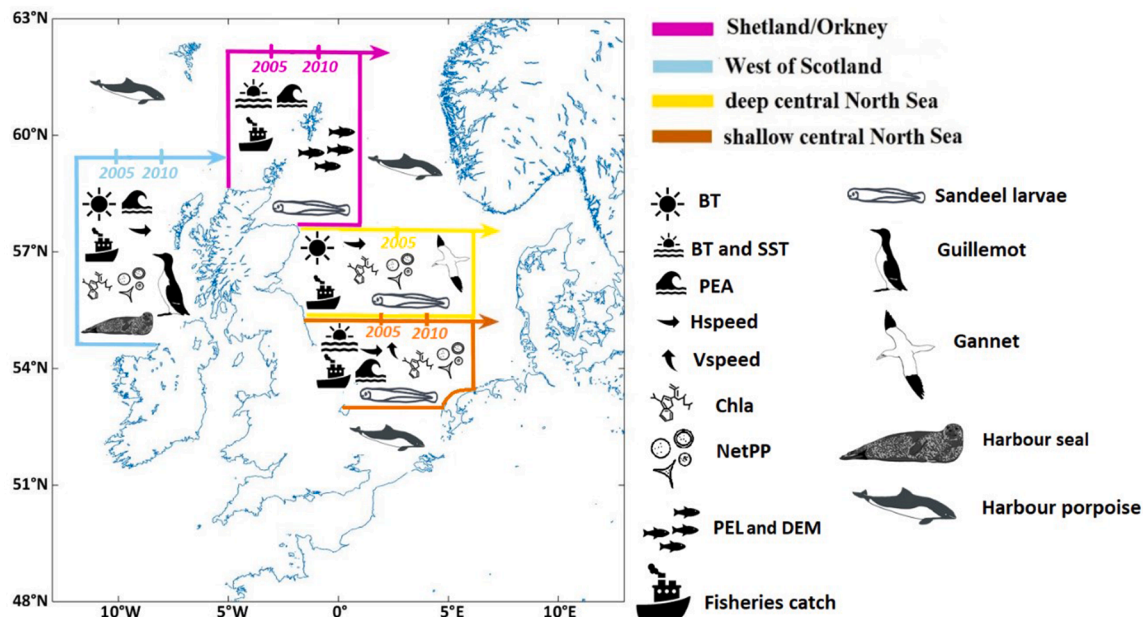 63°N
60°N
57°N
54°N
51°N
48°N
10°W
5°W
0°
5°E
10°E
2005
2010
2005
2010
2005
2005
2010
Shetland/Orkney
West of Scotland
deep central North Sea
shallow central North Sea
BT
BT and SST
PEA
Hspeed
Vspeed
Chla
NetPP
PEL and DEM
Fisheries catch
Sandeel larvae
Guillemot
Gannet
Harbour seal
Harbour porpoise